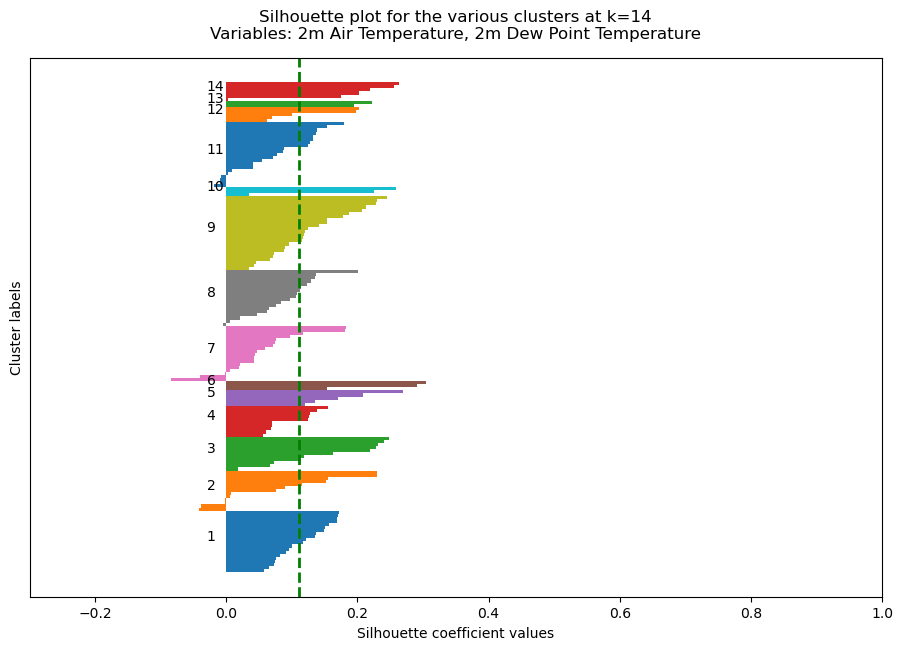 Silhouette plot for the various clusters at k=14
Variables: 2m Air Temperature, 2m Dew Point Temperature
Cluster labels
14
13
12
11
10
9
8
7
6
5
4
3
2
1
−0.2 0.0 0.2 0.4 0.6 0.8 1.0
Silhouette coefficient values